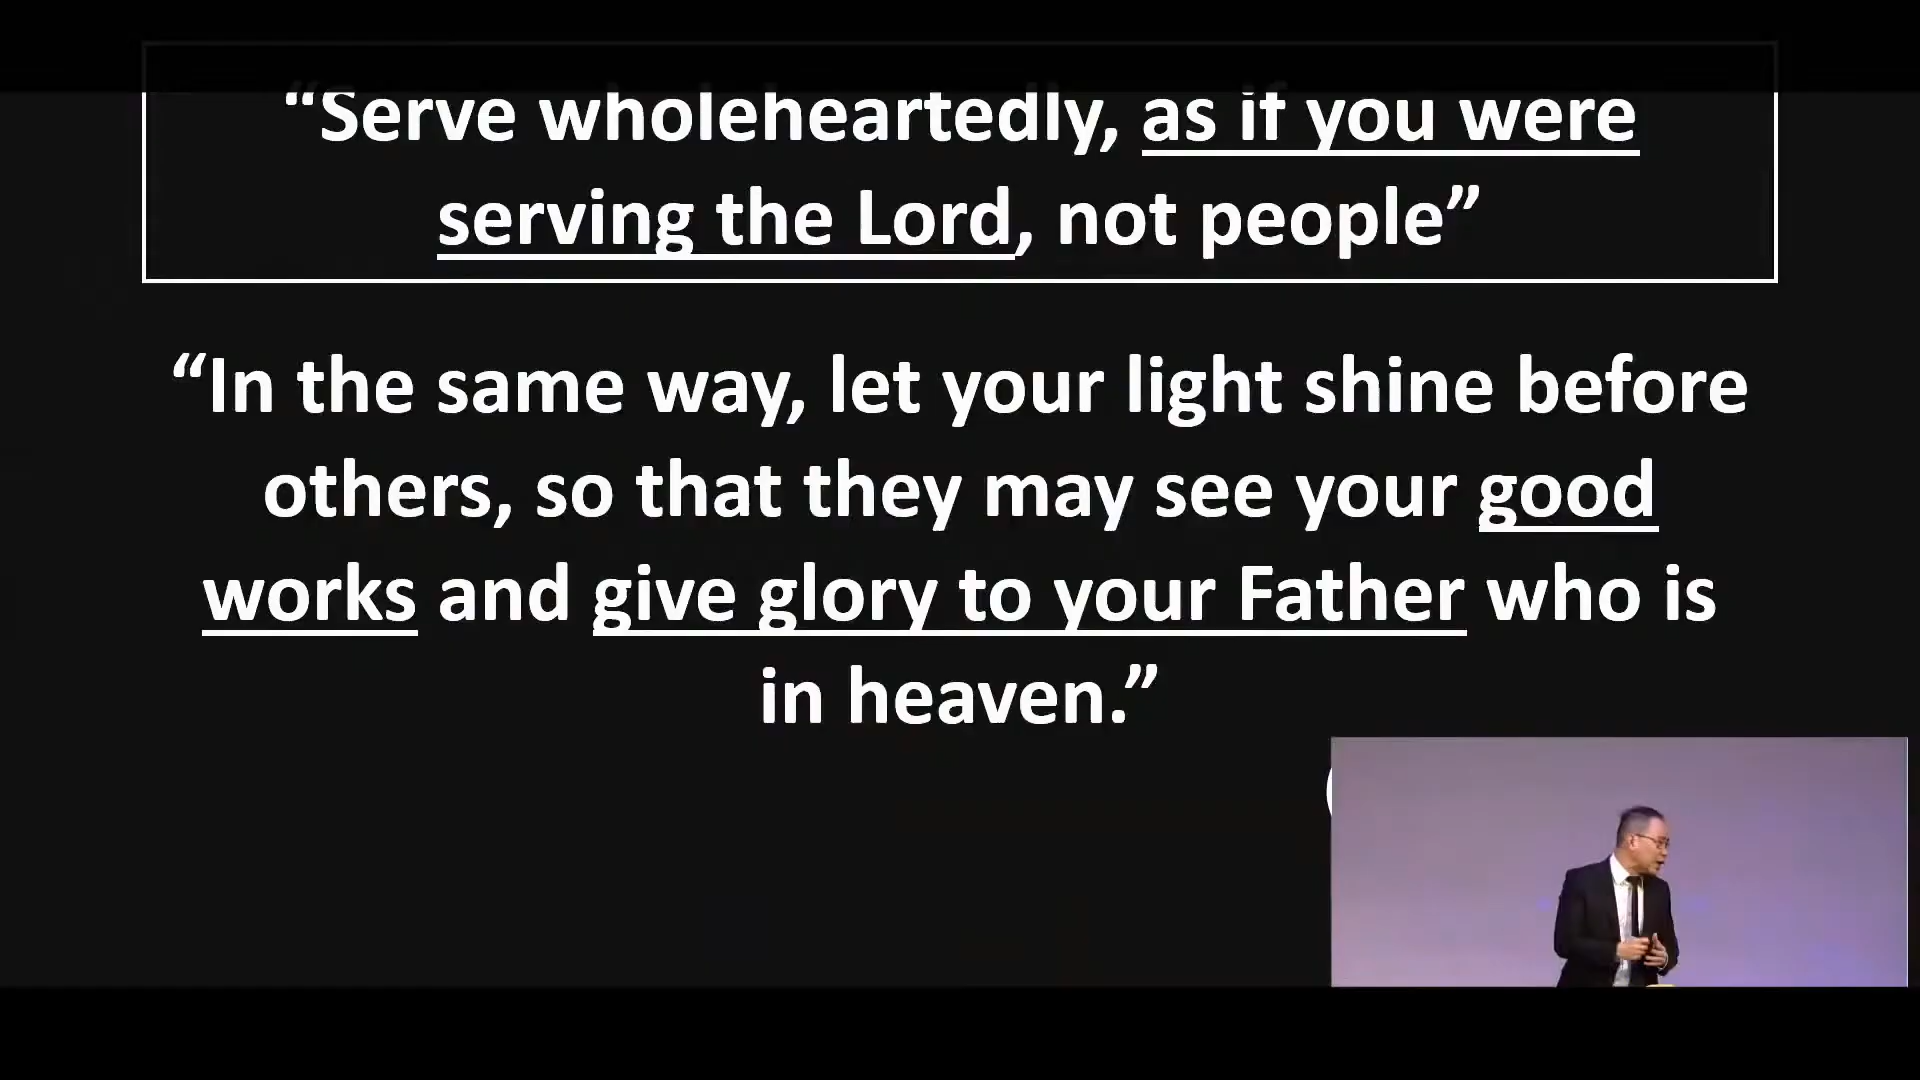 “Serve wholeheartedly, as if you were
serving the Lord, not people”
“In the same way, let your light shine before
others, so that they may see your good
works and give glory to your Father who is
in heaven.”
(